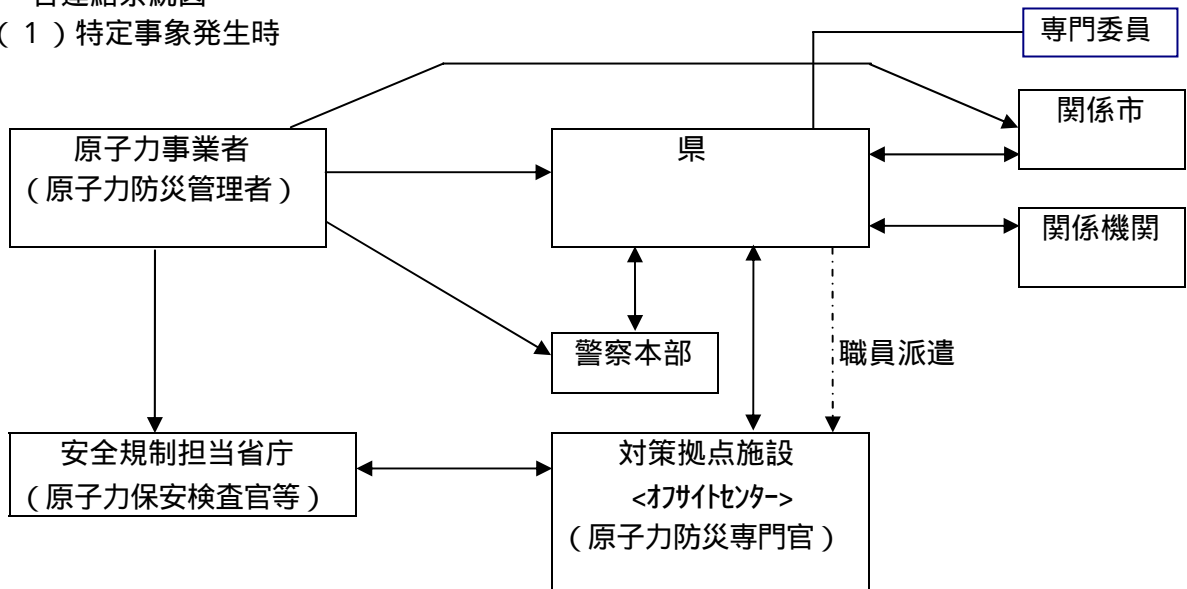 (１)特定事象発生時
専門委員
関係市
原子力事業者
(原子力防災管理者)
県
関係機関
警察本部
職員派遣
安全規制担当省庁
(原子力保安検査官等)
対策拠点施設
<ｵﾌｻｲﾄｾﾝﾀｰ>
(原子力防災専門官)